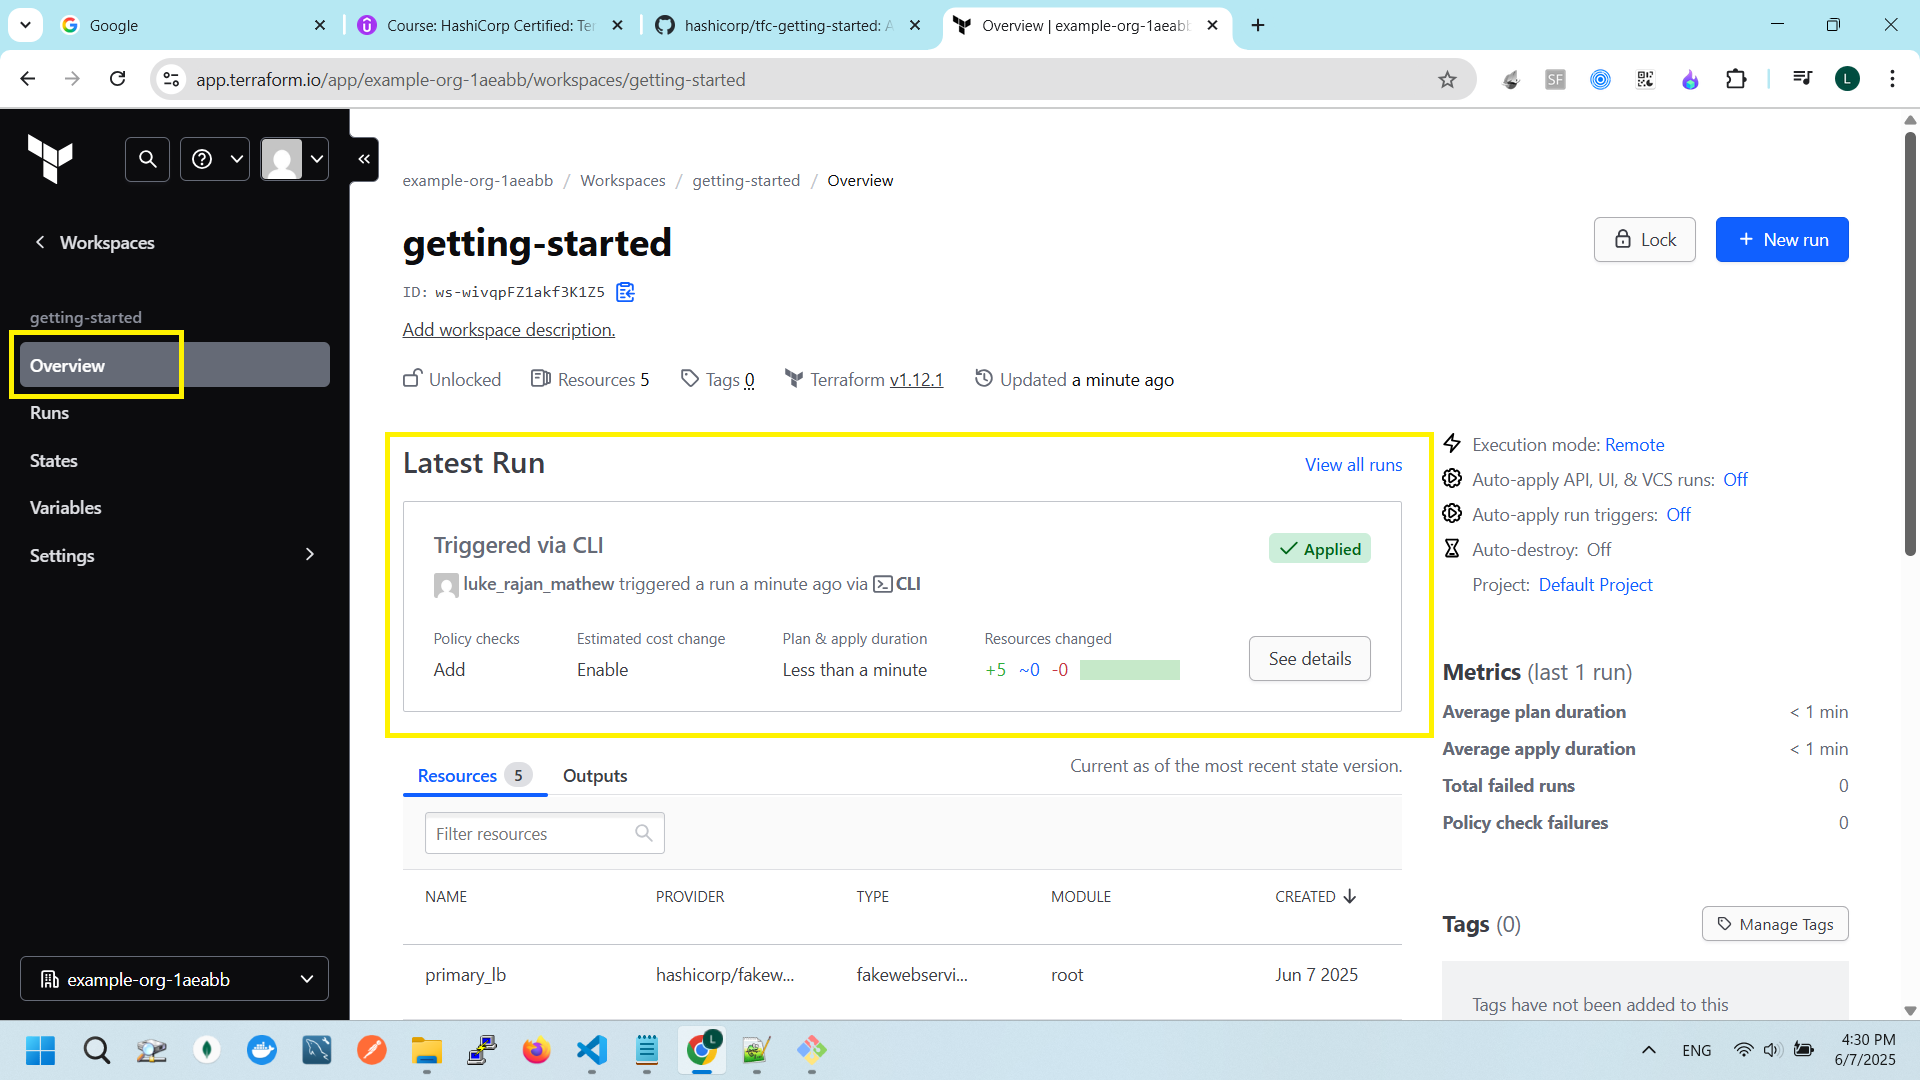 Google
Course: HashiCorp Certified: Ter
hashicorp/tfc-getting-started: A
Overview | example-org-1aeabb
app.terraform.io/app/example-org-1aeabb/workspaces/getting-started
SF
L
Workspaces
getting-started
Overview
Runs
States
Variables
Settings
example-org-1aeabb
example-org-1aeabb / Workspaces / getting-started / Overview
getting-started
Lock
+ New run
ID: ws-wivqpFZ1akf3K1Z5
Add workspace description.
Unlocked Resources 5 Tags 0 Terraform v1.12.1 Updated a minute ago
Latest Run
View all runs
Triggered via CLI
Applied
luke_rajan_mathew triggered a run a minute ago via CLI
Policy checks Estimated cost change Plan & apply duration Resources changed
Add Enable Less than a minute +5 ~0 -0
See details
Resources 5 Outputs
Current as of the most recent state version.
Filter resources
NAME PROVIDER TYPE MODULE CREATED
primary_lb hashicorp/fakew... fakewebservi... root Jun 7 2025
Execution mode: Remote
Auto-apply API, UI, & VCS runs: Off
Auto-apply run triggers: Off
Auto-destroy: Off
Project: Default Project
Metrics (last 1 run)
Average plan duration < 1 min
Average apply duration < 1 min
Total failed runs 0
Policy check failures 0
Tags (0)
Manage Tags
Tags have not been added to this
L
ENG
4:30 PM
6/7/2025